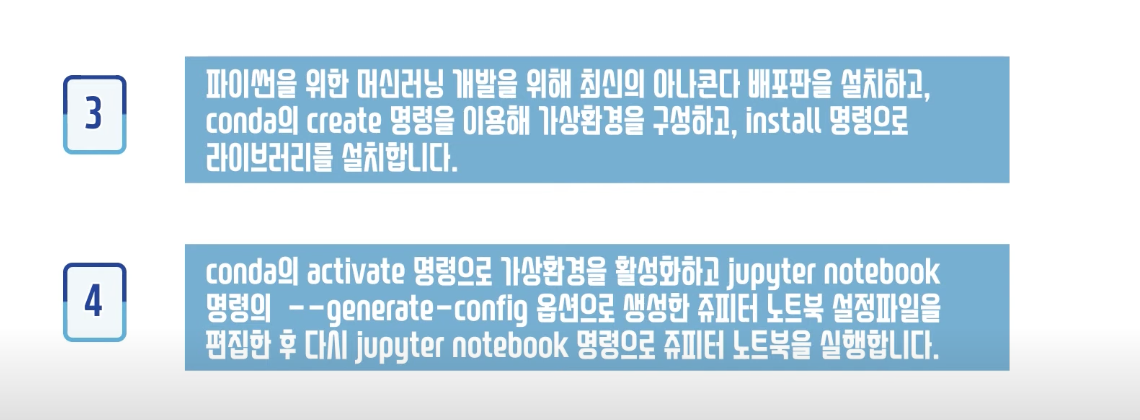 3
파이썬을 위한 머신러닝 개발을 위해 최신의 아나콘다 배포판을 설치하고,
conda의 create 명령을 이용해 가상환경을 구성하고, install 명령으로
라이브러리를 설치합니다.
4
conda의 activate 명령으로 가상환경을 활성화하고 jupyter notebook
명령의 --generate-config 옵션으로 생성한 쥬피터 노트북 설정파일을
편집한 후 다시 jupyter notebook 명령으로 쥬피터 노트북을 실행합니다.